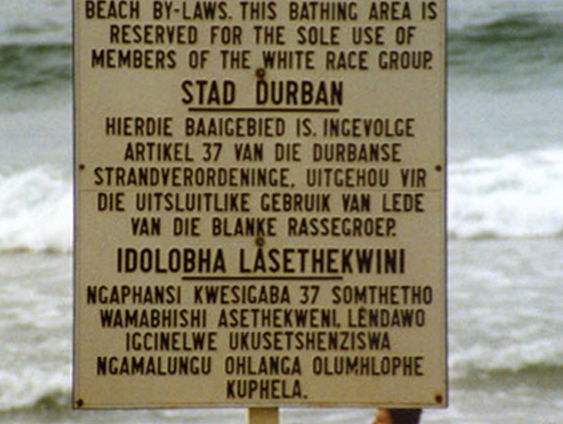 BEACH BY-LAWS. THIS BATHING AREA IS
RESERVED FOR THE SOLE USE OF
MEMBERS OF THE WHITE RACE GROUP.
STAD DURBAN
HIERDIE BAAIGEBIED IS. INGEVOLGE
ARTIKEL 37 VAN DIE DURBANSE
STRANDVERORDENINGE, UITGEHOU VIR
DIE UITSLUITLIKE GEBRUIK VAN LEDE
VAN DIE BLANKE RASSEGROEP.
IDOLOBHA LASETHEKWINI
NGAPHANSI KWESIGABA 37 SOMTHETHO
WAMABHISHI ASETHEKWENI, LENDAWO
IGCINELWE UKUSETSHENZISWA
NGAMALUNGU OHLANGA OLUMHLOPHE
KUPHELA.